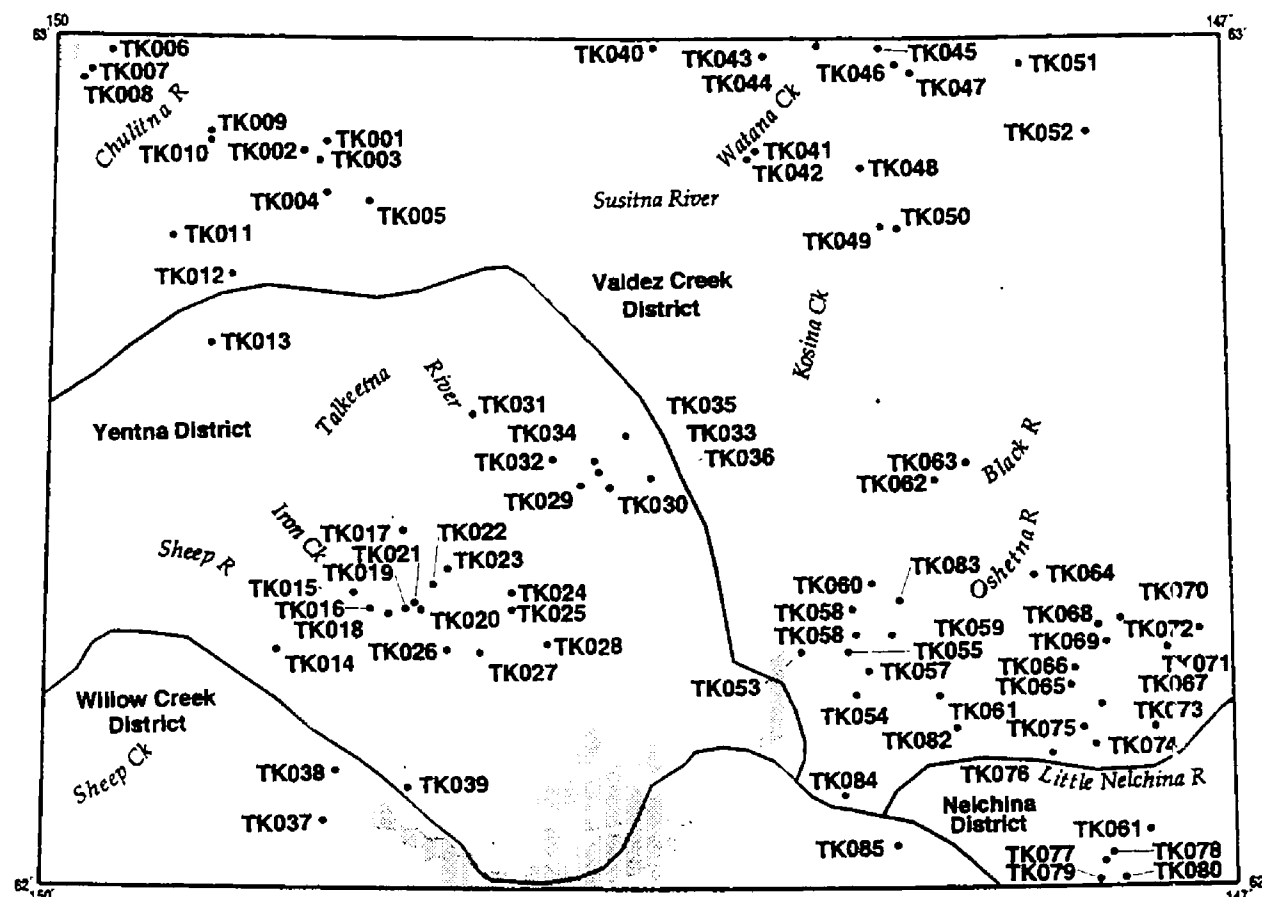 150
147
63
63
TK006
TK007
TK008
Chulitna R
TK009
TK010
TK001
TK002
TK003
TK004
TK005
TK011
TK012
TK013
TK040
TK043
TK044
TK045
TK046
TK047
TK051
TK052
Watana Ck
TK041
TK042
TK048
TK049
TK050
Susitna River
Valdez Creek
District
Kosina Ck
Talkeetna
River
Yentna District
TK031
TK035
TK034
TK033
TK032
TK036
TK029
TK030
TK063
TK062
Black R
Oshetna R
Iron Ck
Sheep R
TK017
TK022
TK021
TK023
TK019
TK015
TK024
TK016
TK025
TK020
TK018
TK014
TK026
TK028
TK027
TK060
TK083
TK064
TK070
TK058
TK068
TK072
TK058
TK059
TK069
TK055
TK071
TK066
TK057
TK053
TK065
TK067
TK054
TK061
TK073
TK075
TK082
TK074
TK076
Little Nelchina R
Willow Creek
District
Sheep Ck
TK038
TK039
TK037
TK084
TK085
Nelchina
District
TK061
TK077
TK078
TK079
TK080
62
150
62
147